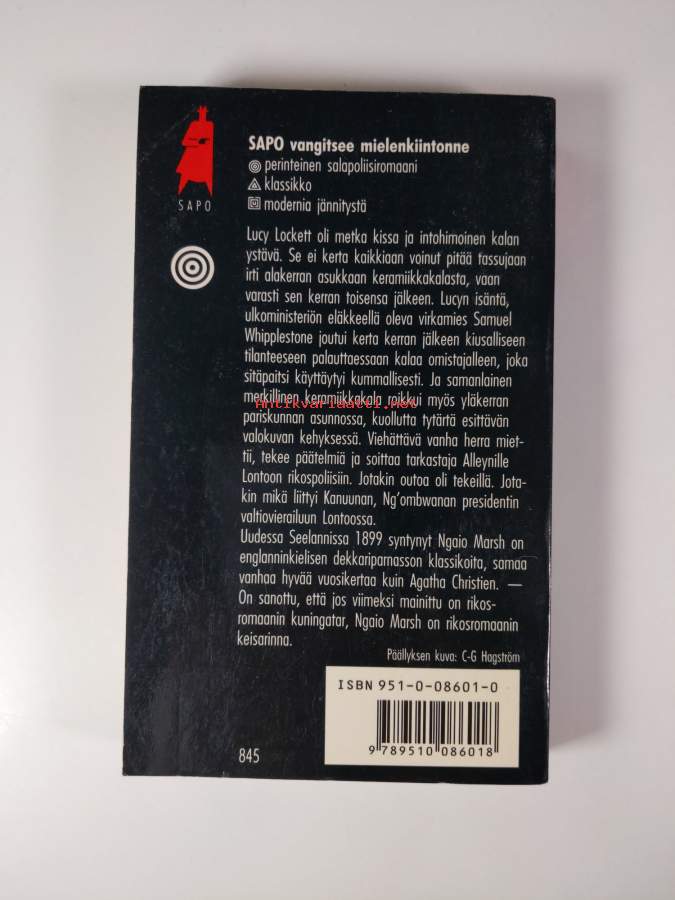 SAPO vangitsee mielenkiintonne
perinteinen salapoliisiromaani
klassikko
modernia jännitystä
SAPO
Lucy Lockett oli metka kissa ja intohimoinen kalan
ystävä. Se ei kerta kaikkiaan voinut pitää tassujaan
irti alakerran asukkaan keramiikkakalasta, vaan
varasti sen kerran toisensa jälkeen. Lucyn isäntä,
ulkoministeriön eläkkeellä oleva virkamies Samuel
Whipplestone joutui kerta kerran jälkeen kiusalliseen
tilanteeseen palauttaessaan kalaa omistajalleen, joka
sitäpaitsi käyttäytyi kummallisesti. Ja samanlainen
merkillinen keramiikkakala roikkui myös yläkerran
Antikvariaatti.net
pariskunnan asunnossa, kuollutta tytärtä esittävän
valokuvan kehyksessä. Viehättävä vanha herra miet-
tii, tekee päätelmiä ja soittaa tarkastaja Alleynille
Lontoon rikospoliisiin. Jotakin outoa oli tekeillä. Jota-
kin mikä liittyi Kanuunan, Ng'ombwanan presidentin
valtiovierailuun Lontoossa.
Uudessa Seelannissa 1899 syntynyt Ngaio Marsh on
englanninkielisen dekkariparnasson klassikoita, samaa
vanhaa hyvää vuosikertaa kuin Agatha Christien. —
On sanottu, että jos viimeksi mainittu on rikos-
romaanin kuningatar, Ngaio Marsh on rikosromaanin
keisarinna.
Päällyksen kuva: C-G Hagström
ISBN 951-0-08601-0
9 789510 086018
845